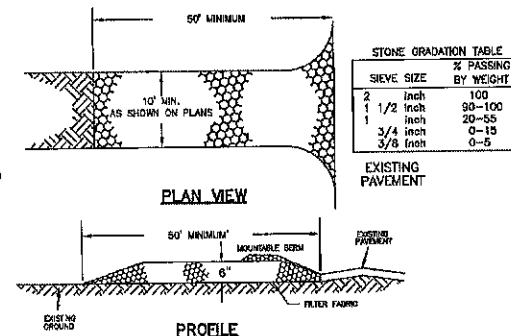 50' MINIMUM
10' MIN.
AS SHOWN ON PLANS
PLAN VIEW
STONE GRADATION TABLE
SIEVE SIZE % PASSING BY WEIGHT
2 inch 100
1 1/2 inch 90-100
1 inch 20-55
3/4 inch 0-15
3/8 inch 0-5
EXISTING
PAVEMENT
50' MINIMUM
MOUNTABLE BERM
6"
EXISTING
PAVEMENT
EXISTING
GROUND
FILTER FABRIC
PROFILE